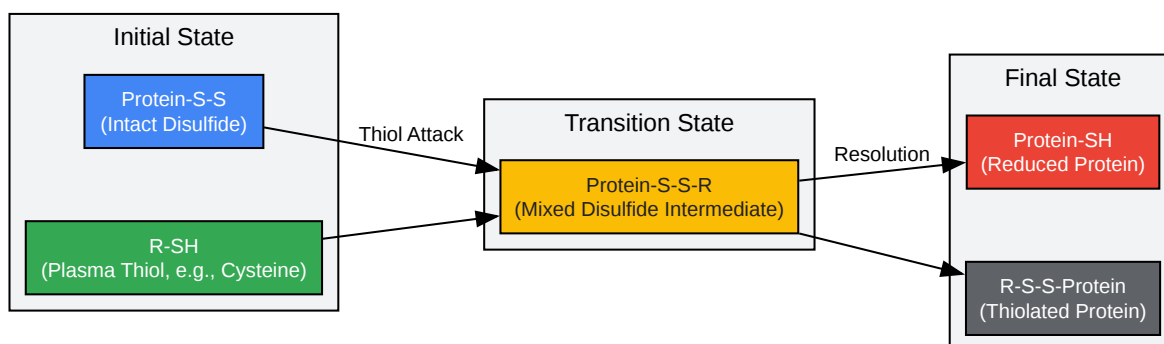 Initial State
Protein-S-S
(Intact Disulfide)
R-SH
(Plasma Thiol, e.g., Cysteine)
Thiol Attack
Transition State
Protein-S-S-R
(Mixed Disulfide Intermediate)
Resolution
Final State
Protein-SH
(Reduced Protein)
R-S-S-Protein
(Thiolated Protein)